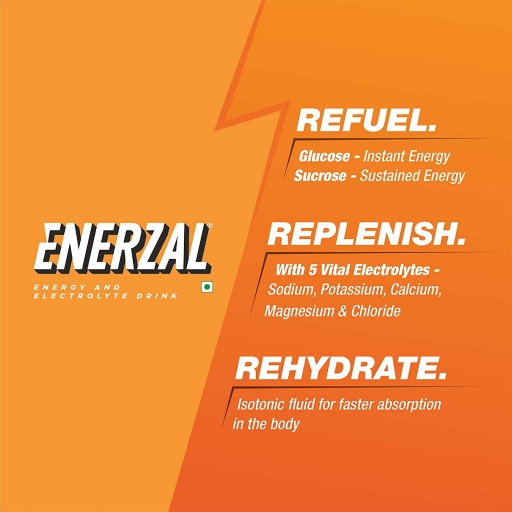 ENERZAL
ENERGY AND
ELECTROLYTE DRINK
REFUEL.
Glucose - Instant Energy
Sucrose - Sustained Energy
REPLENISH.
With 5 Vital Electrolytes -
Sodium, Potassium, Calcium,
Magnesium & Chloride
REHYDRATE.
Isotonic fluid for faster absorption
in the body